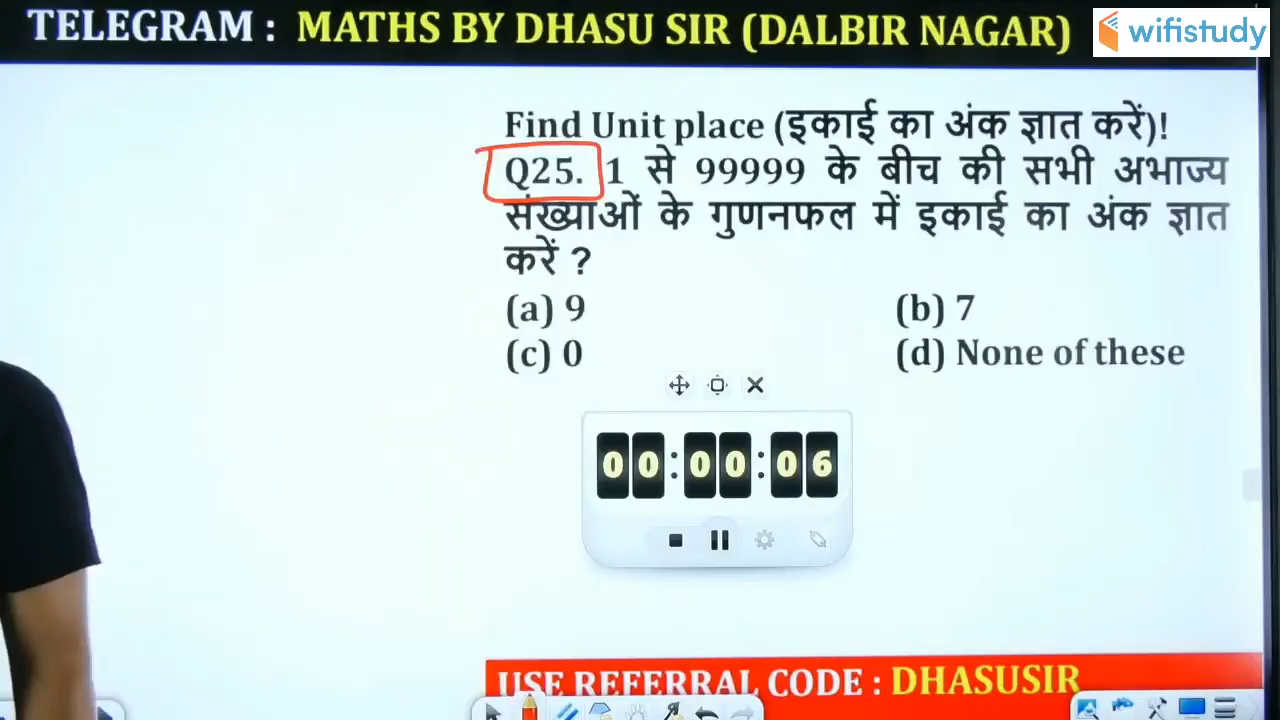 TELEGRAM : MATHS BY DHASU SIR (DALBIR NAGAR)
wifistudy
Find Unit place (इकाई का अंक ज्ञात करें)!
Q25. 1 से 99999 के बीच की सभी अभाज्य
संख्याओं के गुणनफल में इकाई का अंक ज्ञात
करें ?
(a) 9 (b) 7
(c) 0 (d) None of these
00:00:06
USE REFERRAL CODE : DHASUSIR